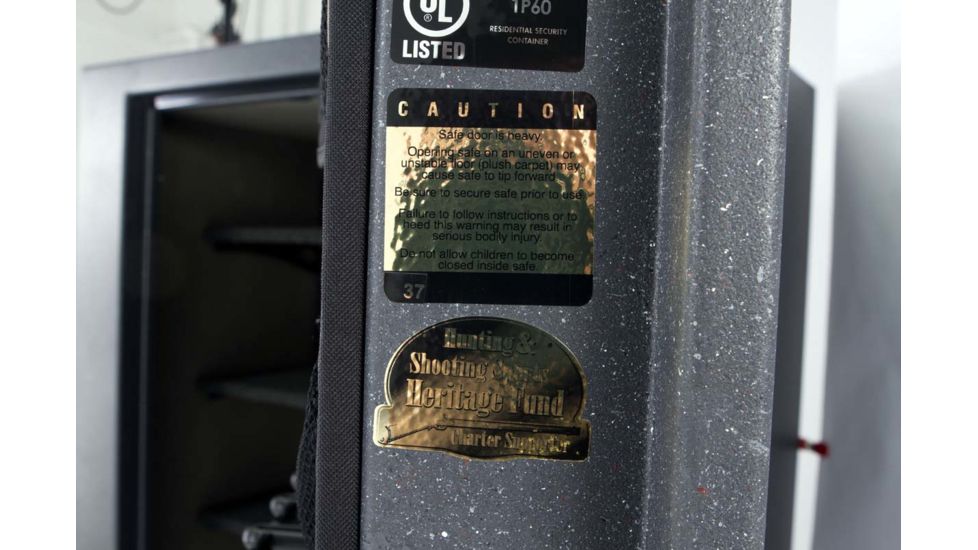 UL
®
LISTED
1P60
RESIDENTIAL SECURITY
CONTAINER
CAUTION
Safe door is heavy.
Opening safe on an uneven or
unstable floor (plush carpet) may
cause safe to tip forward.
Be sure to secure safe prior to use.
Failure to follow instructions or to
heed this warning may result in
serious bodily injury.
Do not allow children to become
closed inside safe.
37
Hunting &
Shooting Sports
Heritage Fund
Charter Supporter